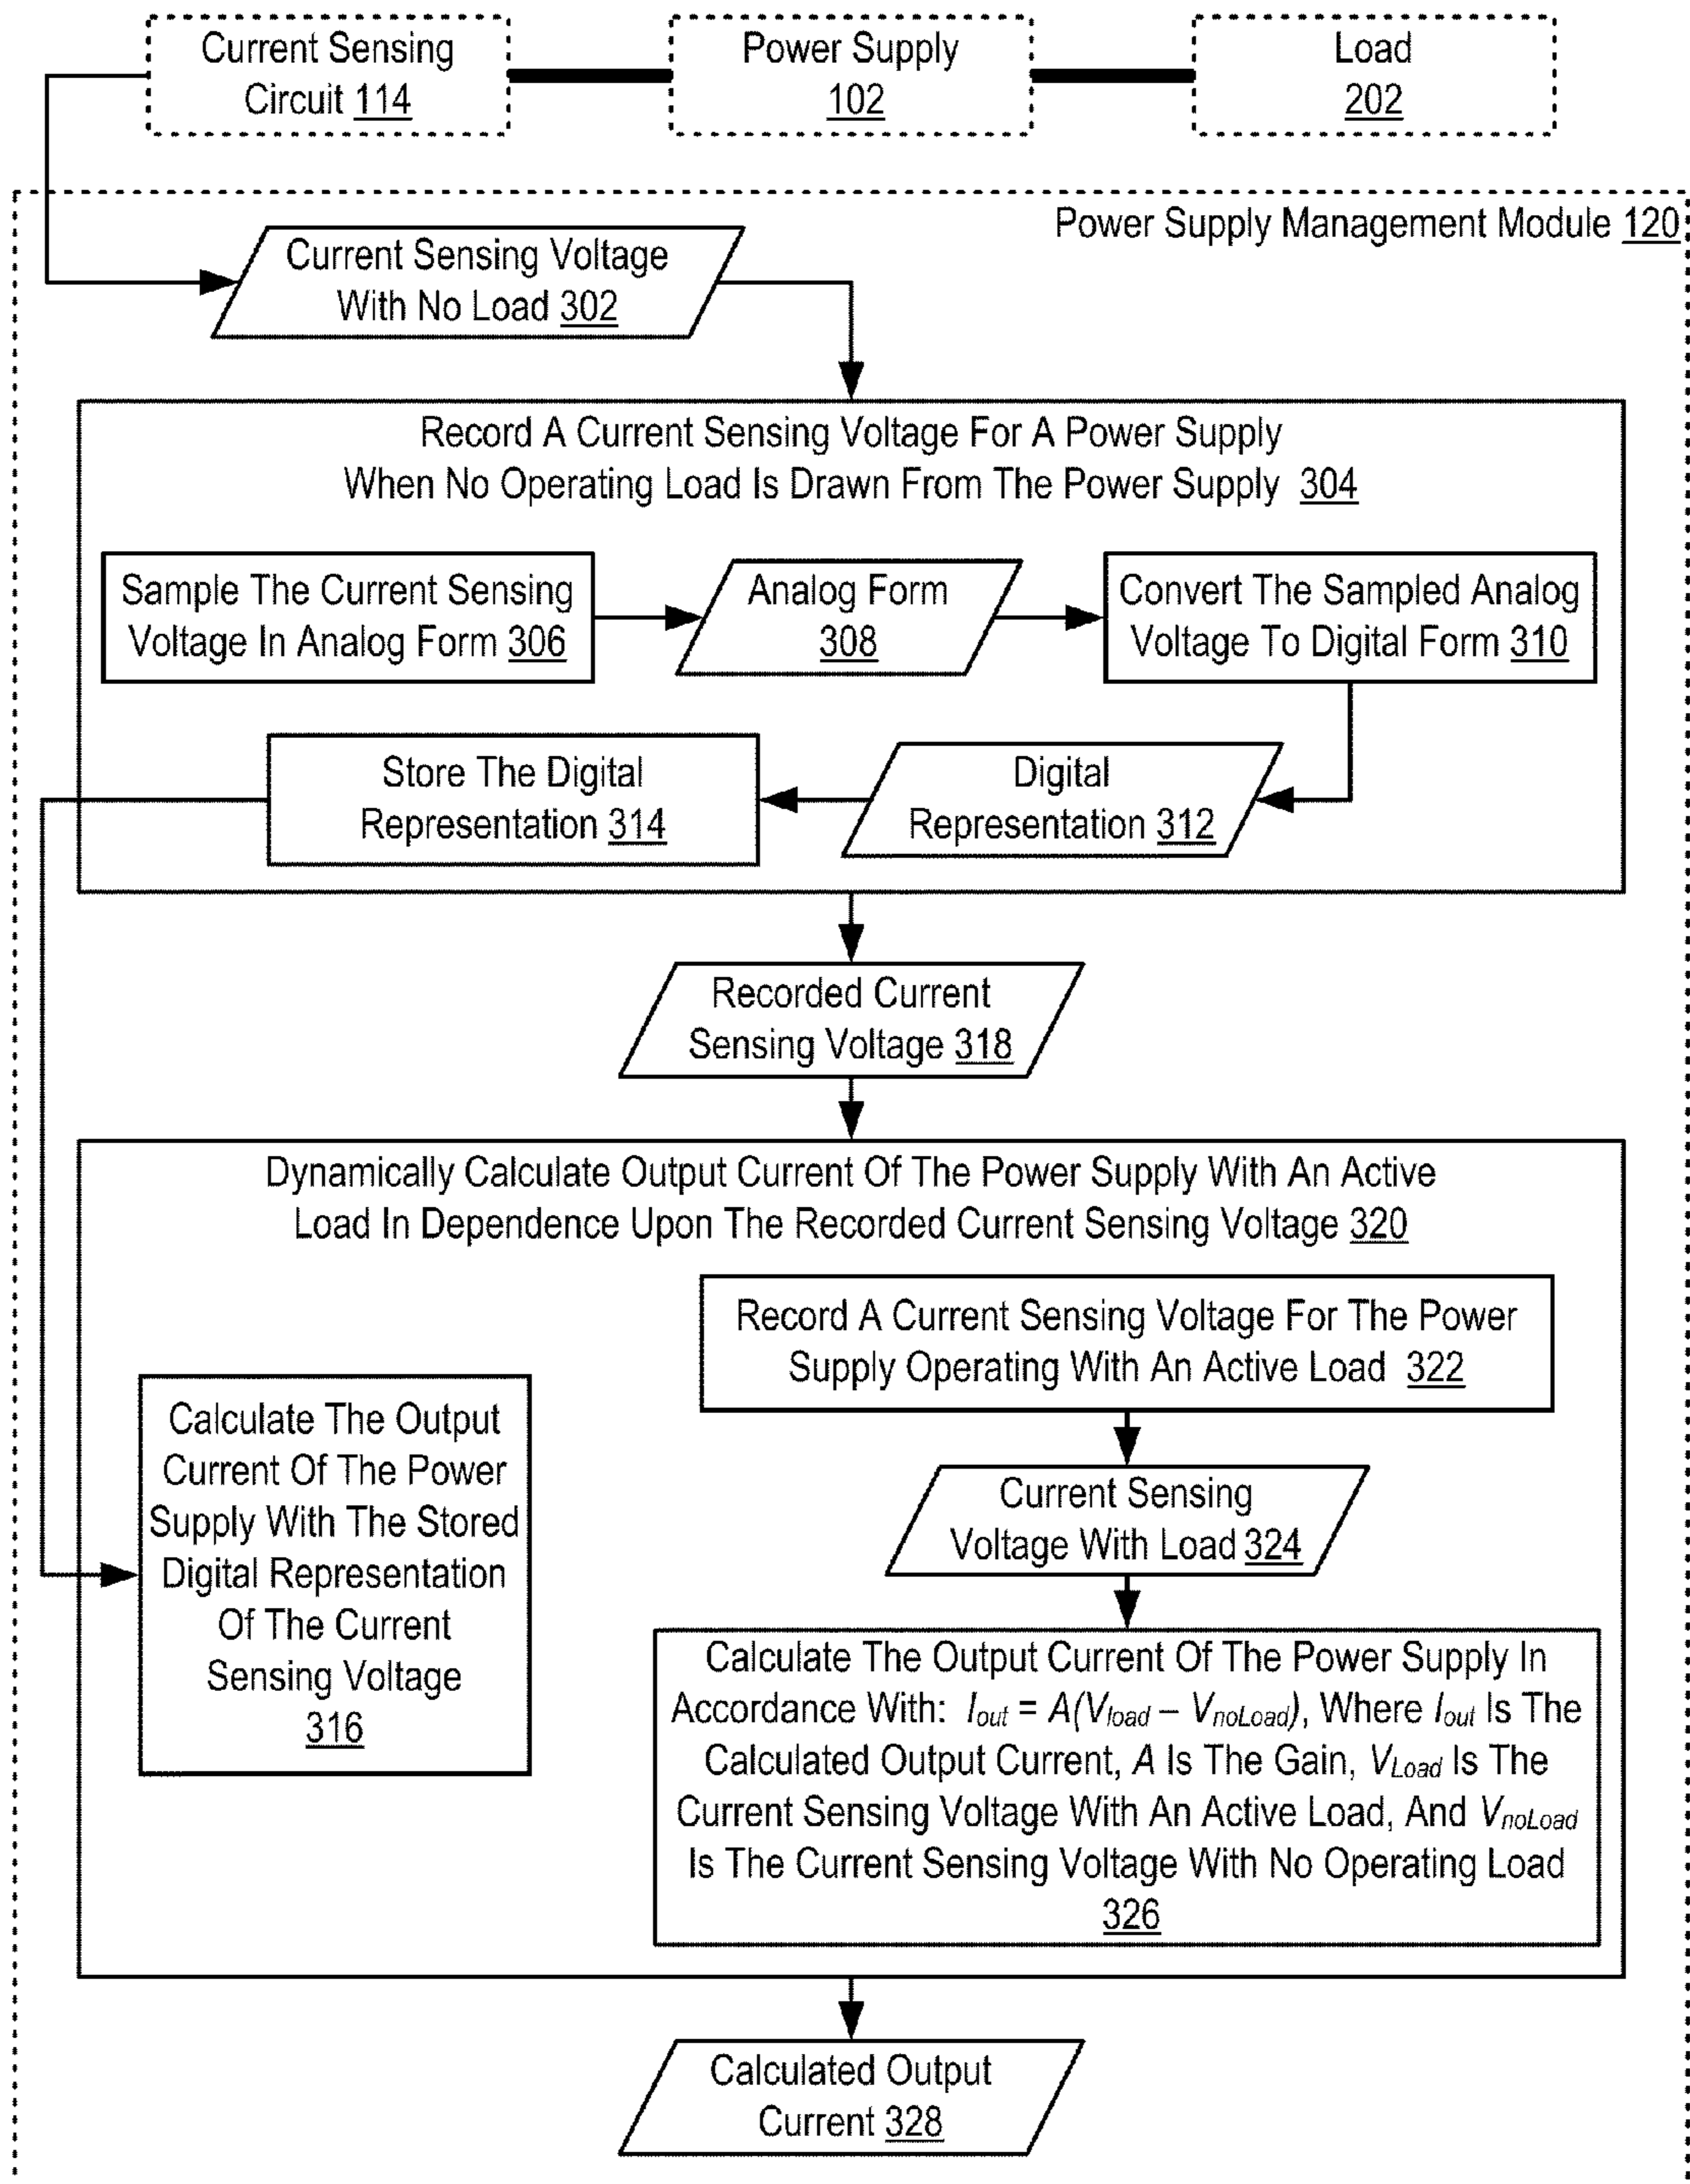 Current Sensing
Circuit 114
Power Supply
102
Load
202
Power Supply Management Module 120
Current Sensing Voltage
With No Load 302
Record A Current Sensing Voltage For A Power Supply
When No Operating Load Is Drawn From The Power Supply 304
Sample The Current Sensing
Voltage In Analog Form 306
Analog Form
308
Convert The Sampled Analog
Voltage To Digital Form 310
Store The Digital
Representation 314
Digital
Representation 312
Recorded Current
Sensing Voltage 318
Dynamically Calculate Output Current Of The Power Supply With An Active
Load In Dependence Upon The Recorded Current Sensing Voltage 320
Record A Current Sensing Voltage For The Power
Supply Operating With An Active Load 322
Calculate The Output
Current Of The Power
Supply With The Stored
Digital Representation
Of The Current
Sensing Voltage
316
Current Sensing
Voltage With Load 324
Calculate The Output Current Of The Power Supply In
Accordance With: Iout = A(Vload – VnoLoad), Where Iout Is The
Calculated Output Current, A Is The Gain, VLoad Is The
Current Sensing Voltage With An Active Load, And VnoLoad
Is The Current Sensing Voltage With No Operating Load
326
Calculated Output
Current 328